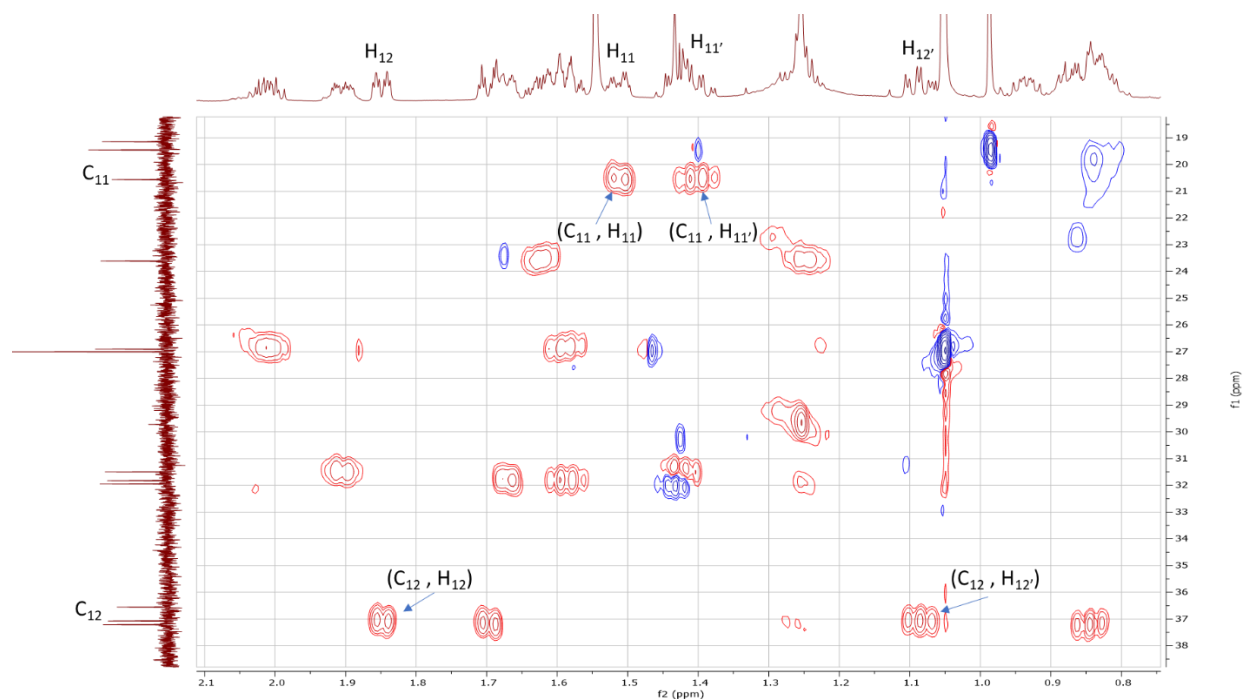 H12
H11
H11'
H12'
C11
(C11 , H11)
(C11 , H11')
(C12 , H12)
(C12 , H12')
C12
19
20
21
22
23
24
25
26
27
28
29
30
31
32
33
34
35
36
37
38
f1 (ppm)
2.1 2.0 1.9 1.8 1.7 1.6 1.5 1.4 1.3 1.2 1.1 1.0 0.9 0.8
f2 (ppm)